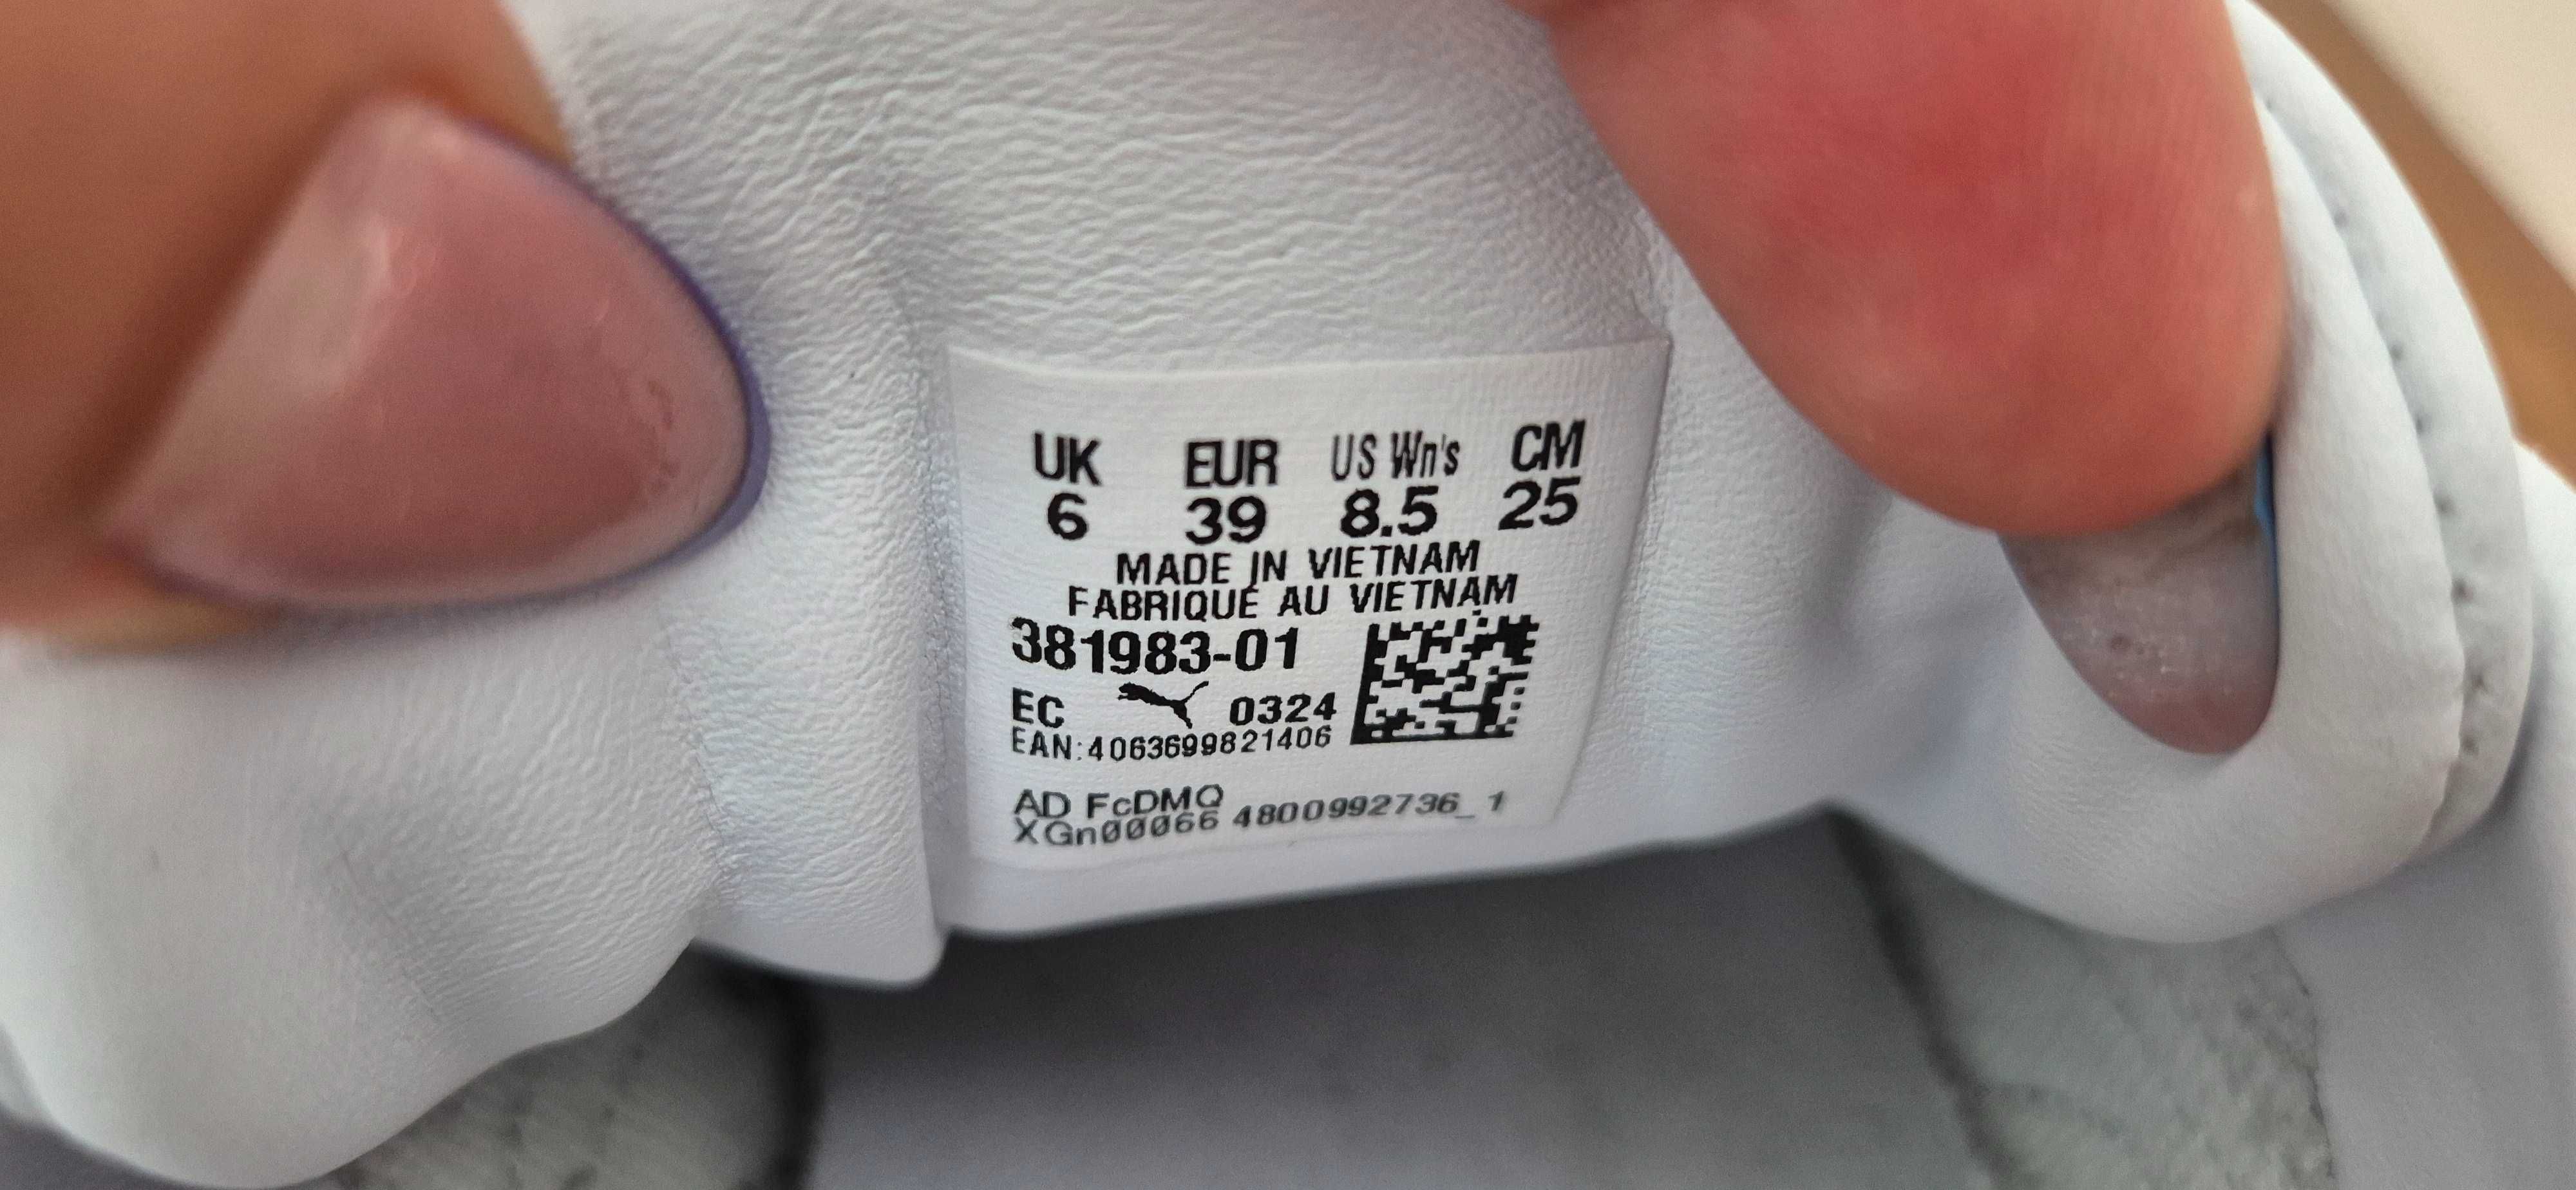 UK EUR US Wn's CM
6 39 8.5 25
MADE IN VIETNAM
FABRIQUÉ AU VIETNAM
381983-01
EC 0324
EAN:4063699821406
AD FcDMQ
XGn00066 4800992736_1